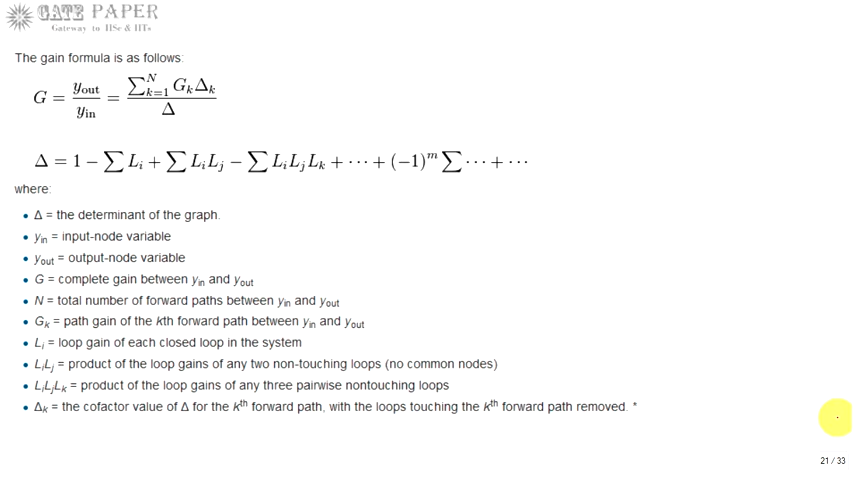 GATE PAPER
Gateway to IISc & IITs
The gain formula is as follows:
G = y_out / y_in = ∑_{k=1}^{N} G_k Δ_k / Δ
Δ = 1 − ∑ L_i + ∑ L_i L_j − ∑ L_i L_j L_k + ⋯ + (−1)^m ∑ ⋯ + ⋯
where:
• Δ = the determinant of the graph.
• y_in = input-node variable
• y_out = output-node variable
• G = complete gain between y_in and y_out
• N = total number of forward paths between y_in and y_out
• G_k = path gain of the kth forward path between y_in and y_out
• L_i = loop gain of each closed loop in the system
• L_i L_j = product of the loop gains of any two non-touching loops (no common nodes)
• L_i L_j L_k = product of the loop gains of any three pairwise nontouching loops
• Δ_k = the cofactor value of Δ for the k^th forward path, with the loops touching the k^th forward path removed. *
21 / 33